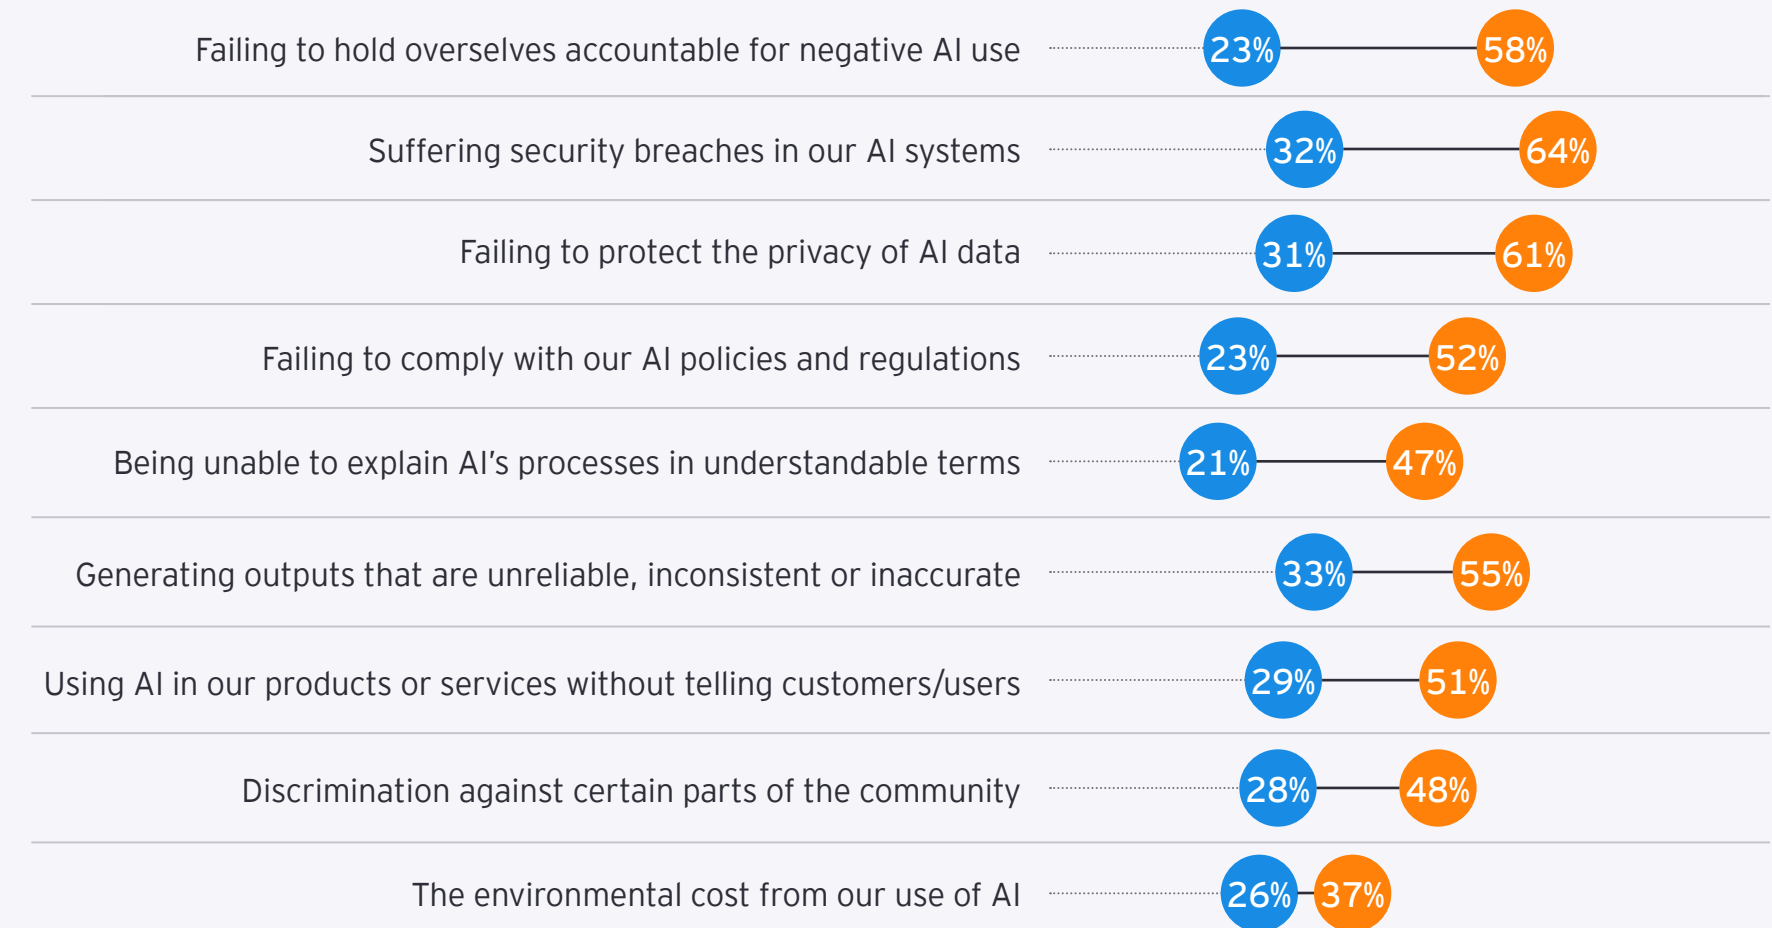 Failing to hold overselves accountable for negative AI use 23% 58%
Suffering security breaches in our AI systems 32% 64%
Failing to protect the privacy of AI data 31% 61%
Failing to comply with our AI policies and regulations 23% 52%
Being unable to explain AI’s processes in understandable terms 21% 47%
Generating outputs that are unreliable, inconsistent or inaccurate 33% 55%
Using AI in our products or services without telling customers/users 29% 51%
Discrimination against certain parts of the community 28% 48%
The environmental cost from our use of AI 26% 37%